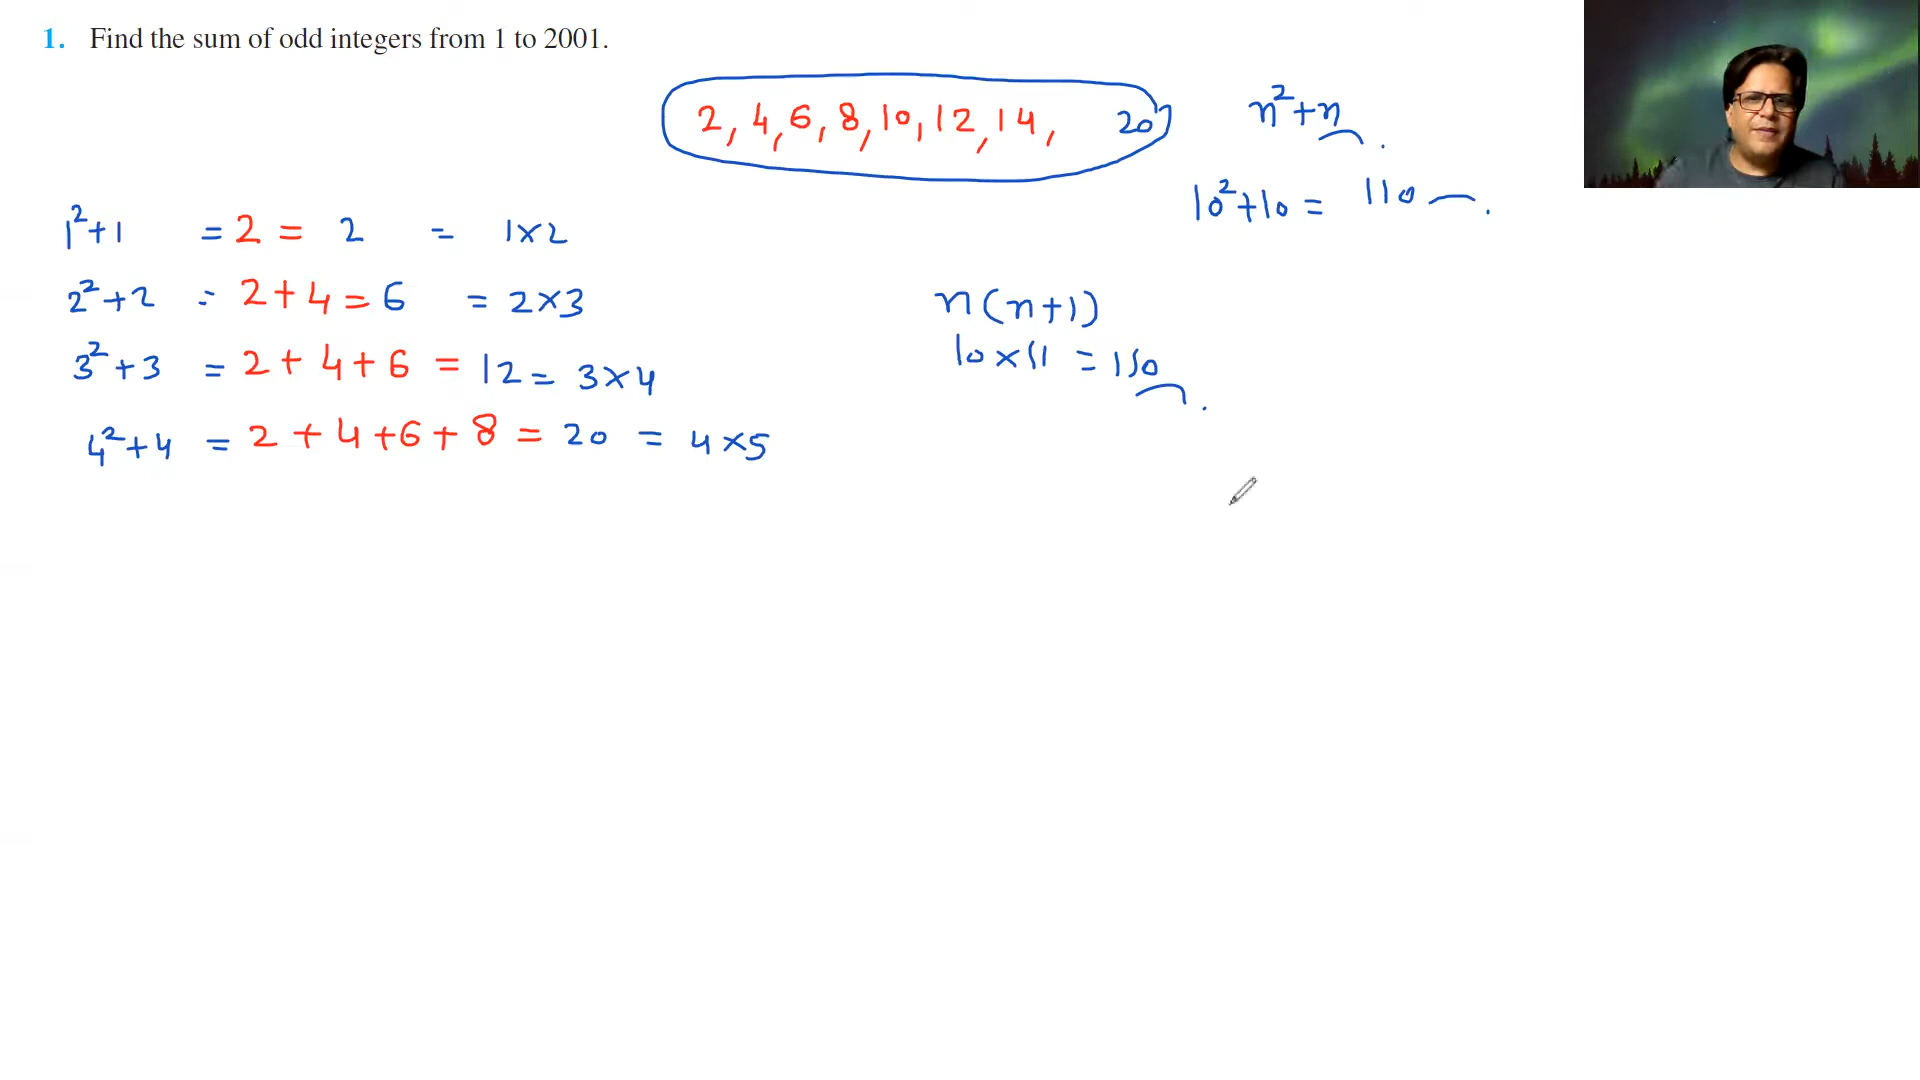 1. Find the sum of odd integers from 1 to 2001.
2, 4, 6, 8, 10, 12, 14, 20
n²+n.
10²+10 = 110.
1²+1 = 2 = 2 = 1×2
2²+2 = 2+4 = 6 = 2×3
n(n+1)
10×11 = 110.
3²+3 = 2+4+6 = 12 = 3×4
4²+4 = 2+4+6+8 = 20 = 4×5